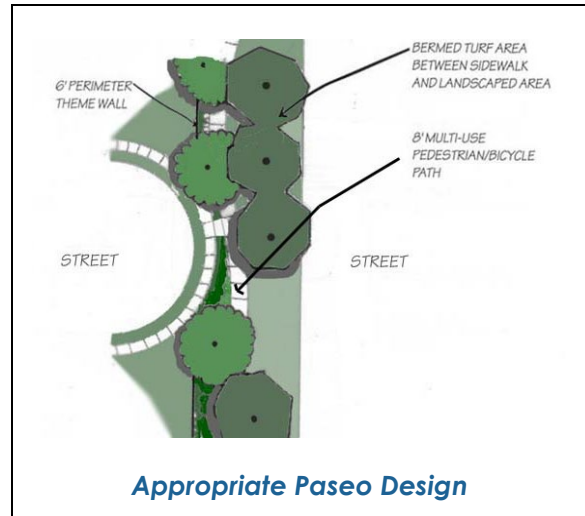 BERMED TURF AREA
BETWEEN SIDEWALK
AND LANDSCAPED AREA
6' PERIMETER
THEME WALL
8' MULTI-USE
PEDESTRIAN/BICYCLE
PATH
STREET
STREET
Appropriate Paseo Design